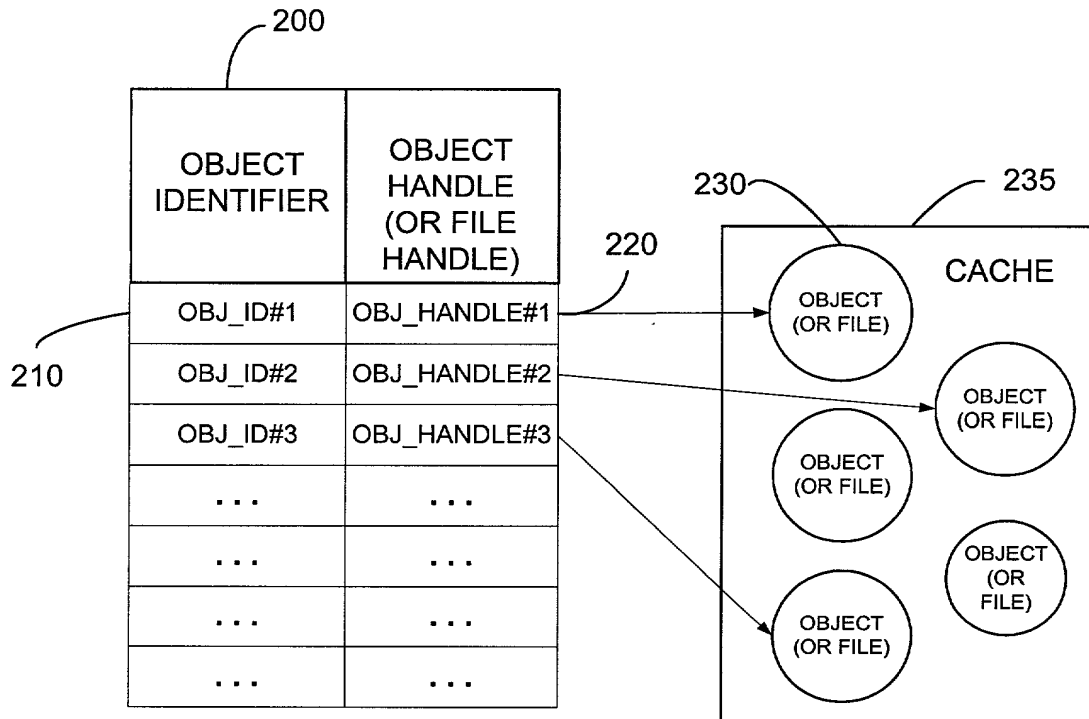 200
OBJECT
IDENTIFIER
OBJECT
HANDLE
(OR FILE
HANDLE)
210
OBJ_ID#1
OBJ_HANDLE#1
OBJ_ID#2
OBJ_HANDLE#2
OBJ_ID#3
OBJ_HANDLE#3
... ...
... ...
... ...
... ...
220
230
235
CACHE
OBJECT
(OR FILE)
OBJECT
(OR FILE)
OBJECT
(OR FILE)
OBJECT
(OR
FILE)
OBJECT
(OR FILE)